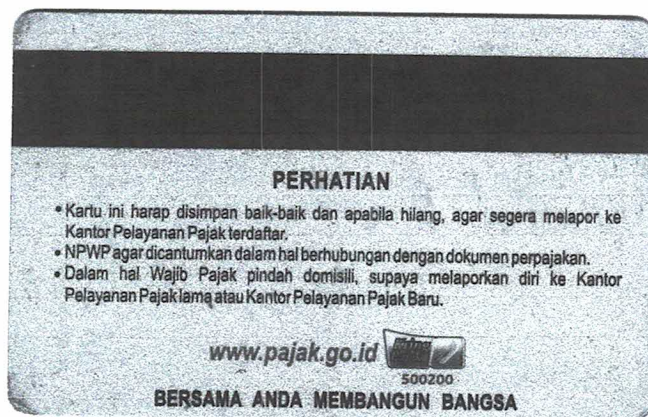 PERHATIAN
• Kartu ini harap disimpan baik-baik dan apabila hilang, agar segera melapor ke
Kantor Pelayanan Pajak terdaftar.
• NPWP agar dicantumkan dalam hal berhubungan dengan dokumen perpajakan.
• Dalam hal Wajib Pajak pindah domisili, supaya melaporkan diri ke Kantor
Pelayanan Pajak lama atau Kantor Pelayanan Pajak Baru.
www.pajak.go.id
500200
BERSAMA ANDA MEMBANGUN BANGSA